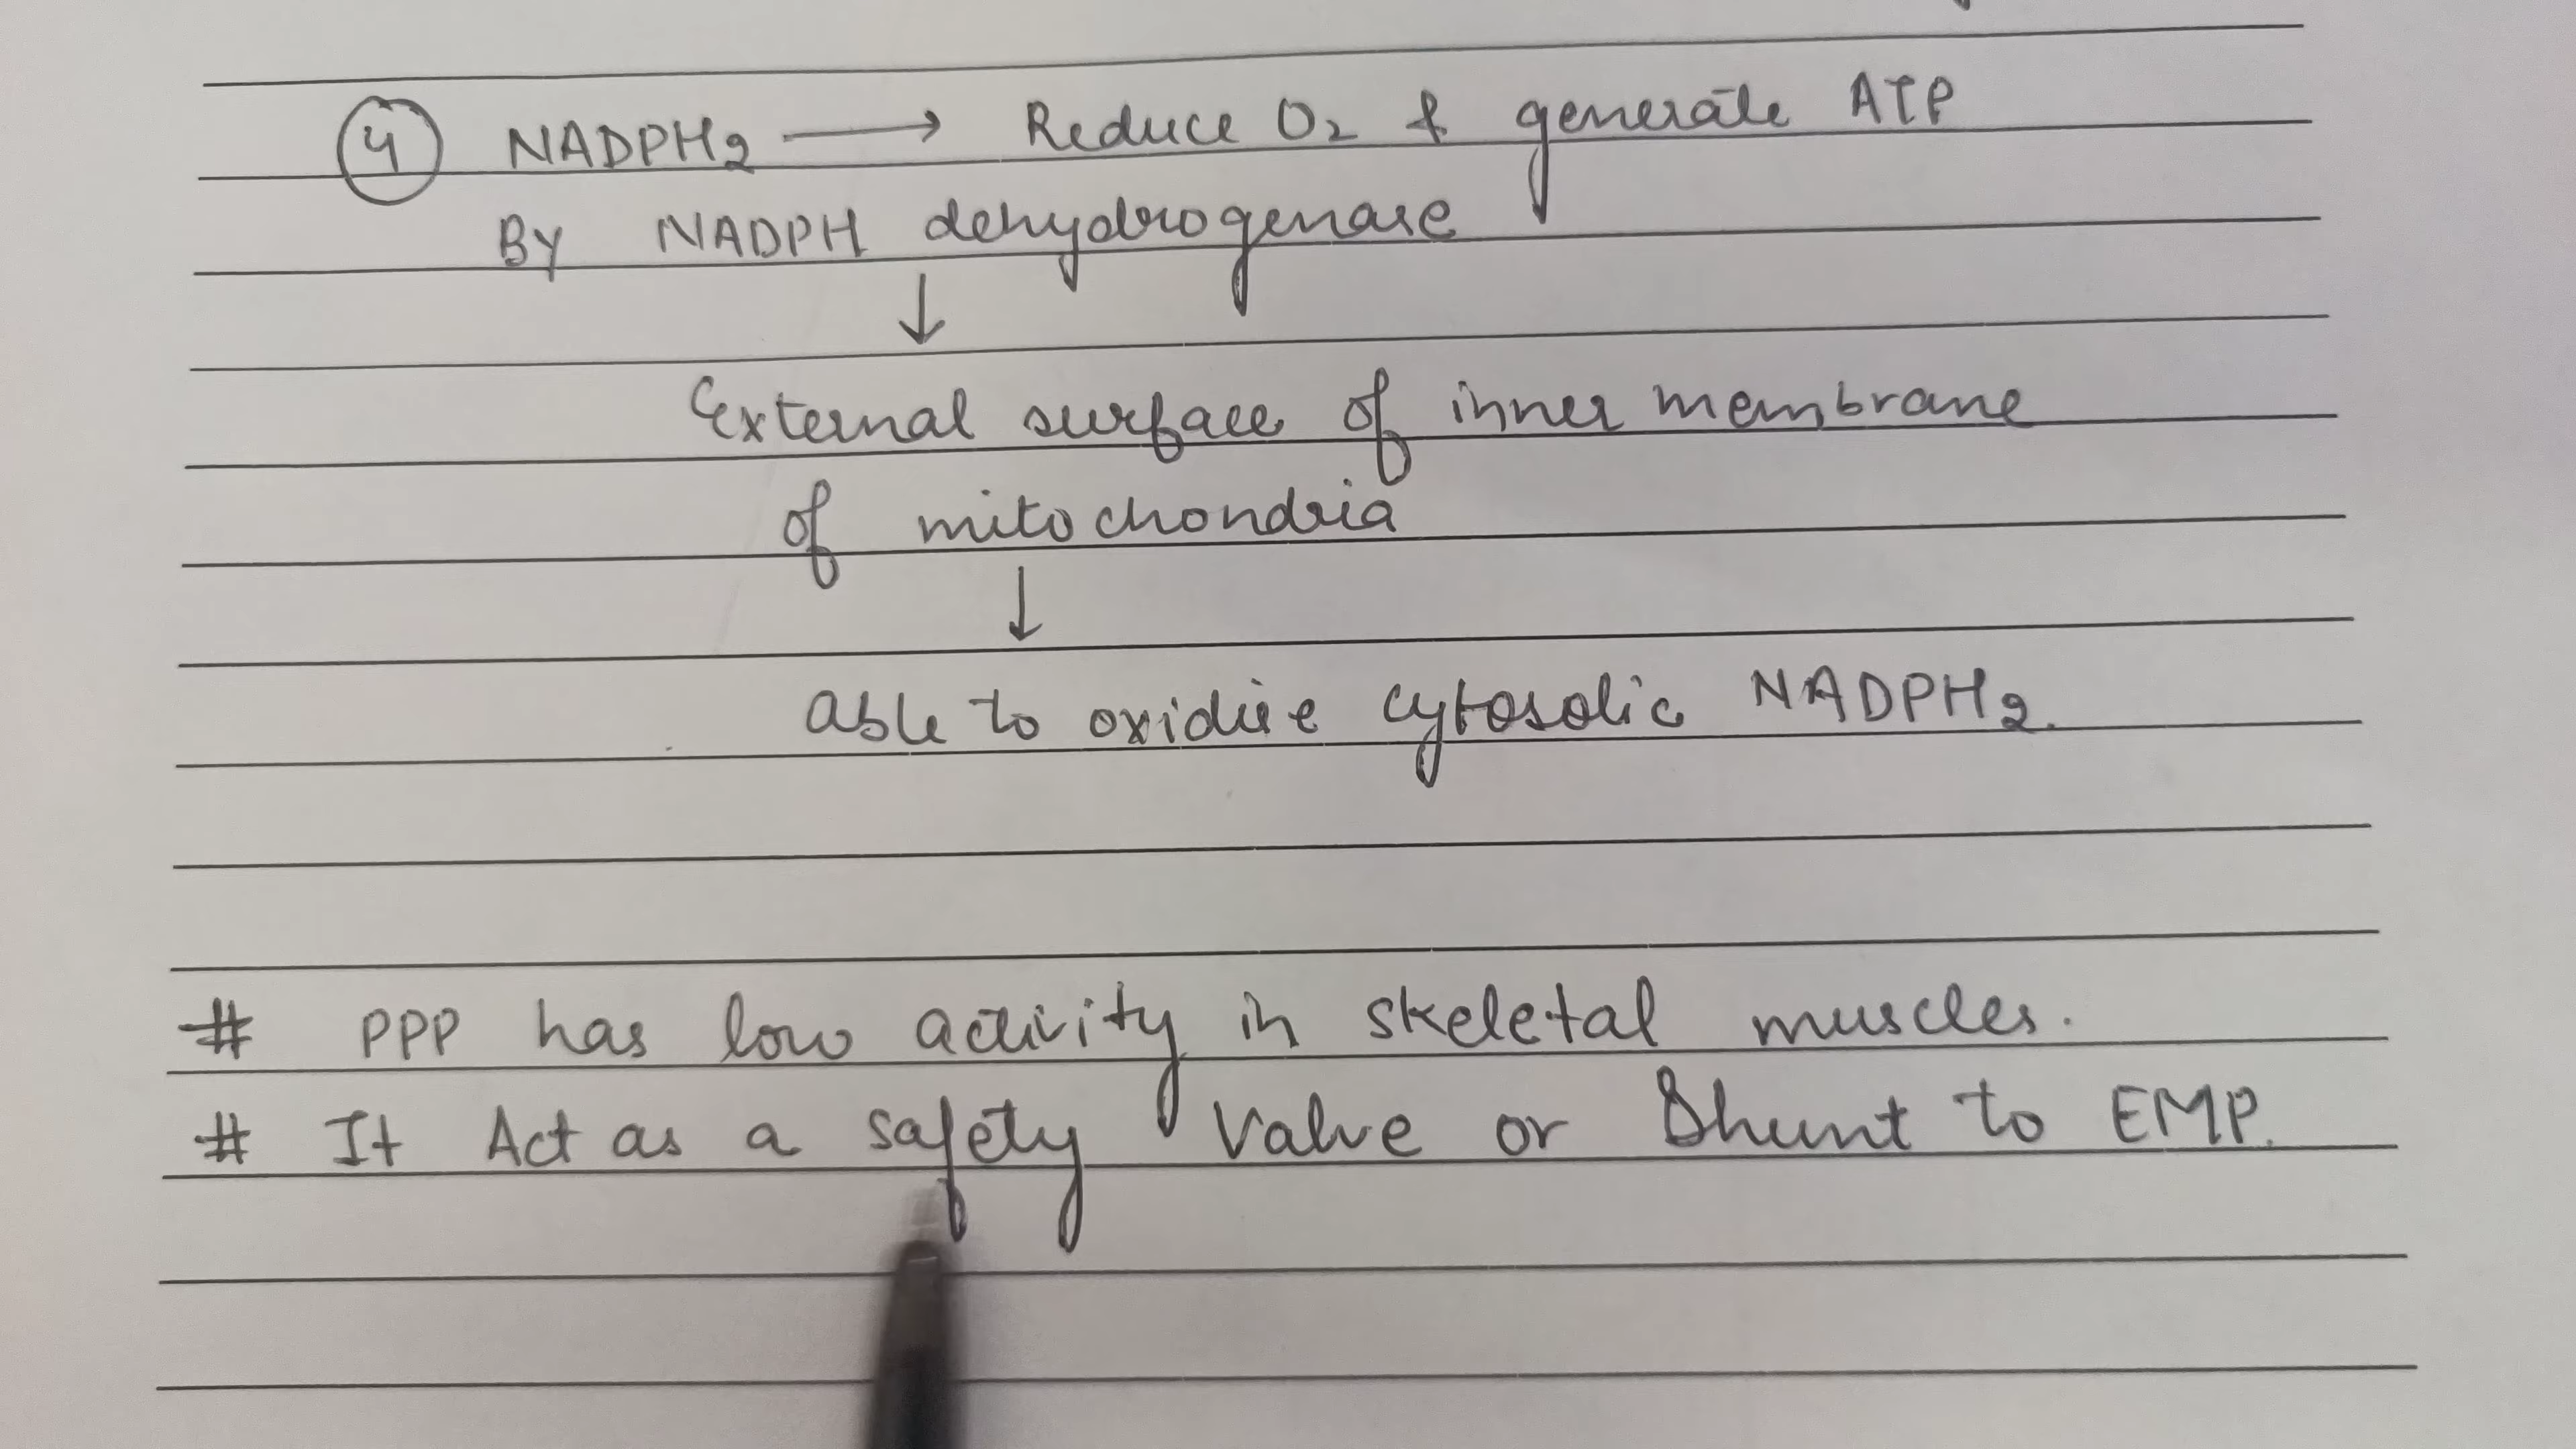 4 NADPH2 → Reduce O2 & generate ATP
By NADPH dehydrogenase
↓
External surface of inner membrane
of mitochondria
↓
able to oxidise cytosolic NADPH2.
# PPP has low activity in skeletal muscles.
# It Act as a safety valve or Shunt to EMP.